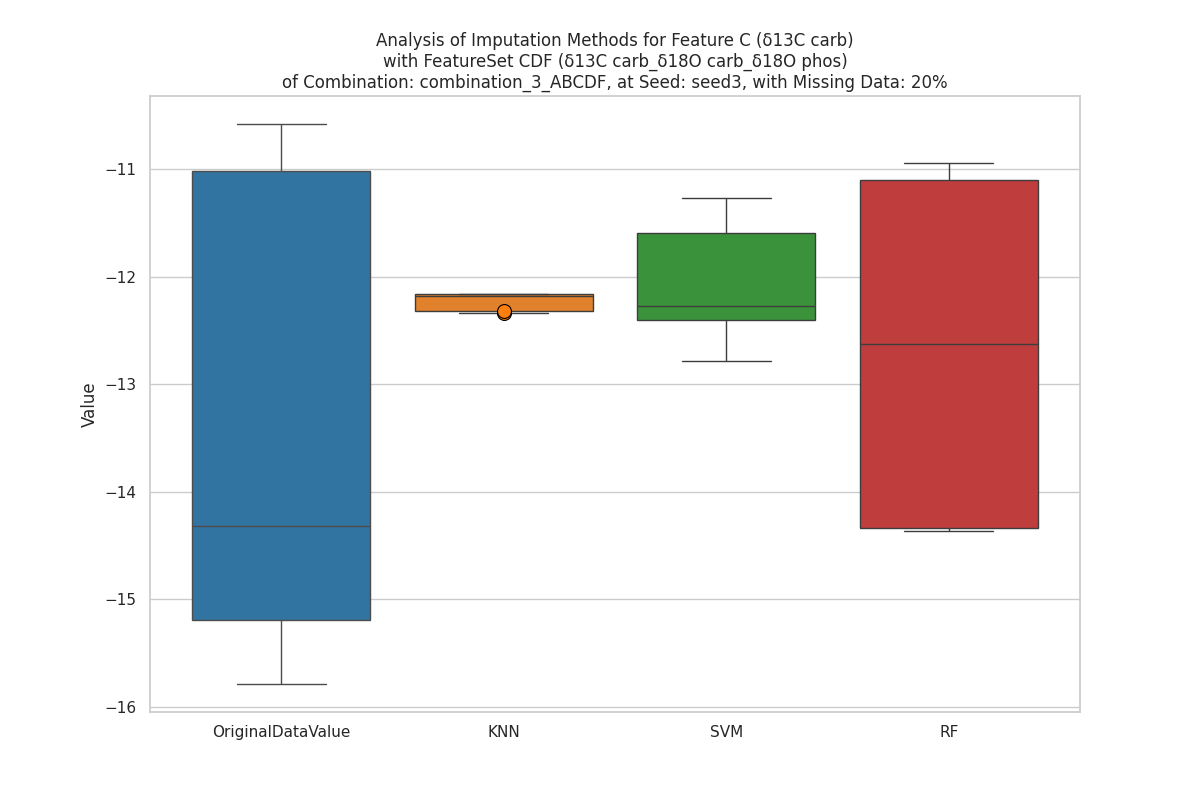 Analysis of Imputation Methods for Feature C (δ13C carb)
with FeatureSet CDF (δ13C carb_δ18O carb_δ18O phos)
of Combination: combination_3_ABCDF, at Seed: seed3, with Missing Data: 20%
Value
−11
−12
−13
−14
−15
−16
OriginalDataValue
KNN
SVM
RF